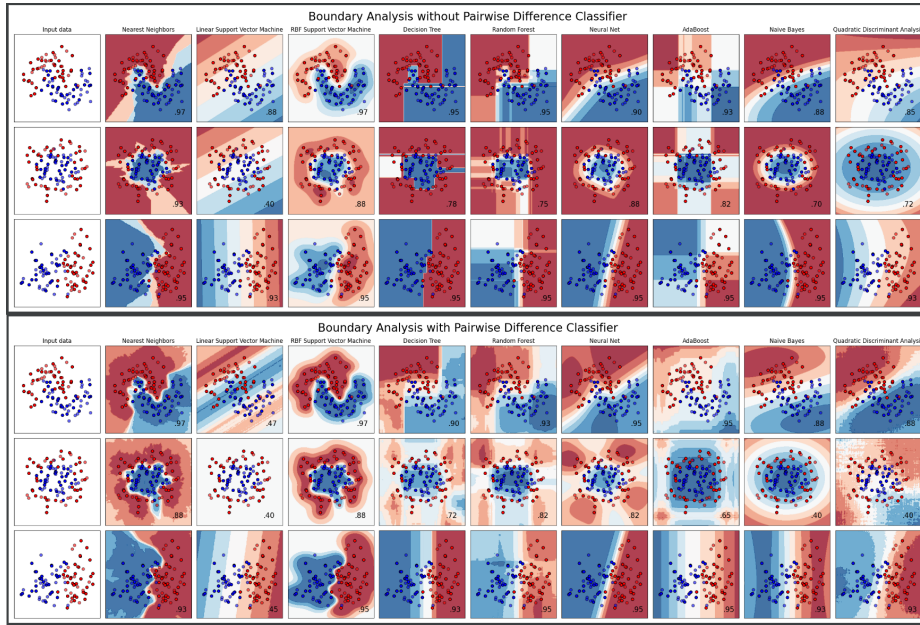 Boundary Analysis without Pairwise Difference Classifier
Input data Nearest Neighbors Linear Support Vector Machine RBF Support Vector Machine Decision Tree Random Forest Neural Net AdaBoost Naive Bayes Quadratic Discriminant Analysis
.97 .88 .97 .95 .95 .90 .93 .88 .85
.93 .40 .88 .78 .75 .88 .82 .70 .72
.95 .93 .95 .95 .95 .95 .95 .95 .93
Boundary Analysis with Pairwise Difference Classifier
Input data Nearest Neighbors Linear Support Vector Machine RBF Support Vector Machine Decision Tree Random Forest Neural Net AdaBoost Naive Bayes Quadratic Discriminant Analysis
.97 .47 .97 .90 .93 .95 .95 .88 .88
.88 .40 .88 .72 .82 .82 .65 .40 .40
.93 .45 .95 .93 .95 .95 .95 .93 .93